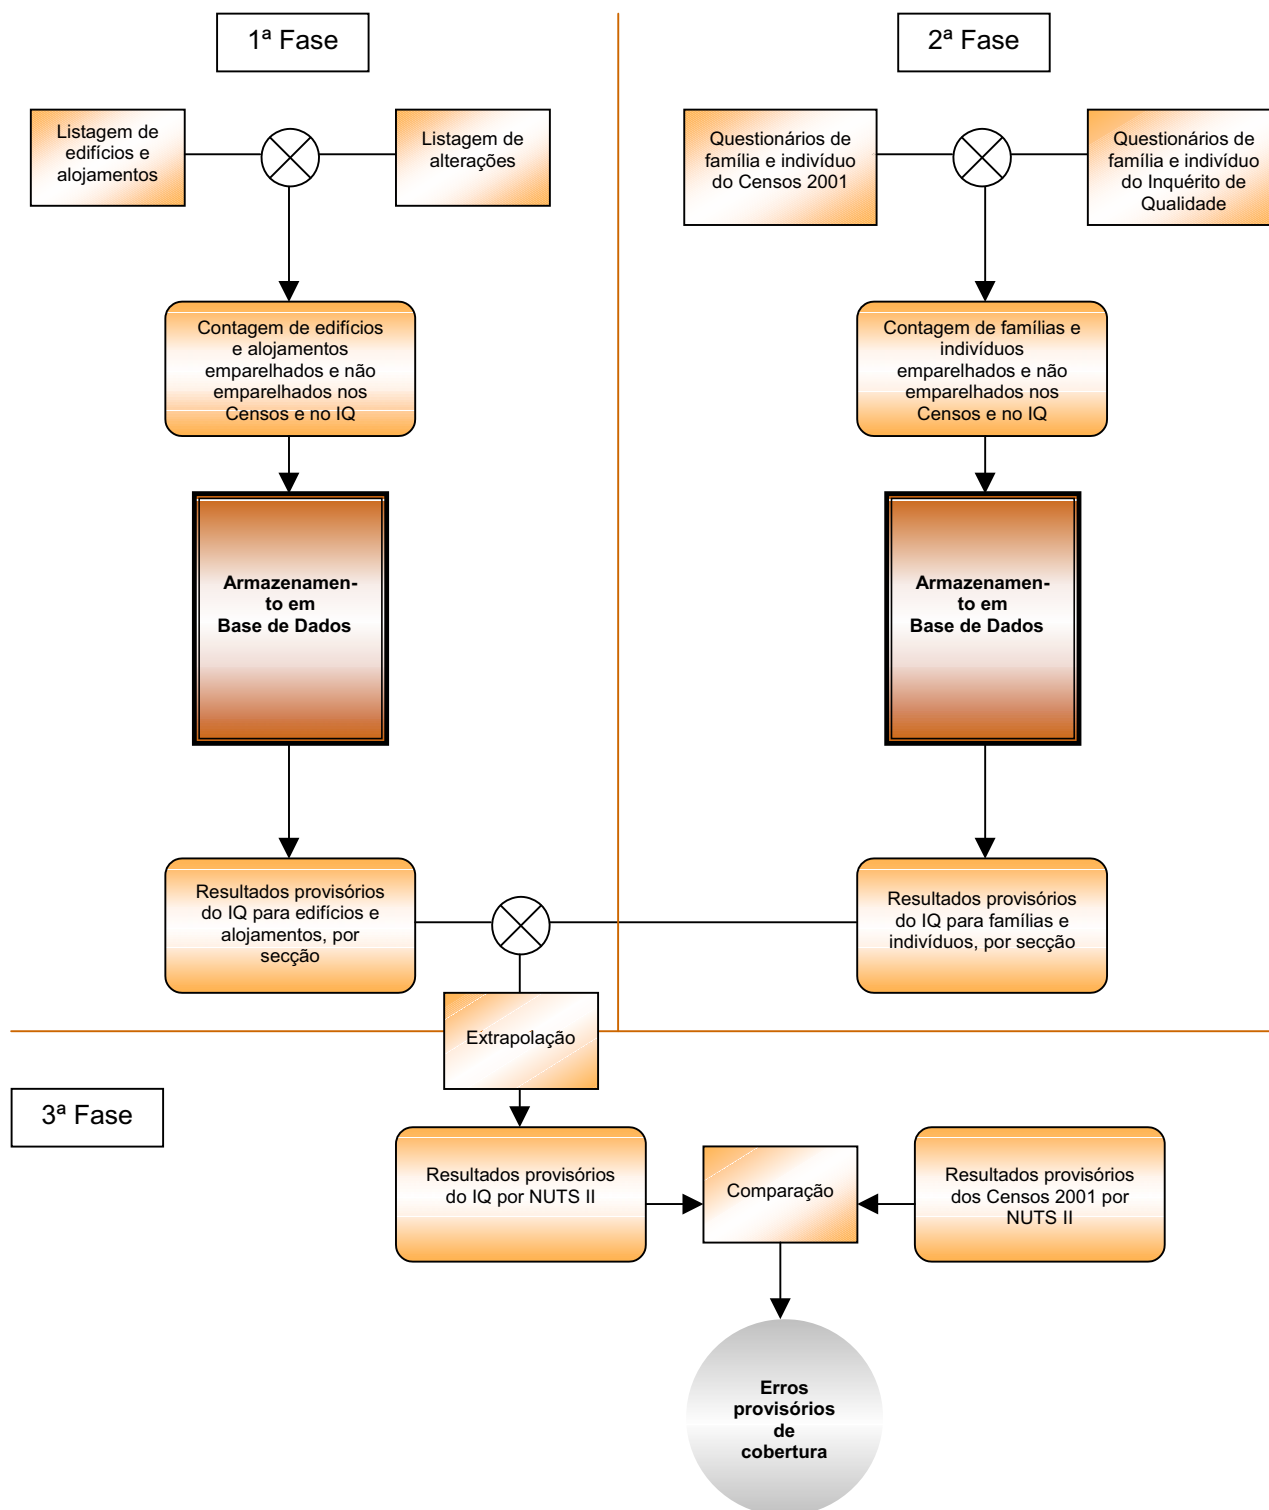 1ª Fase
2ª Fase
Listagem de
edifícios e
alojamentos
Listagem de
alterações
Questionários de
família e indivíduo
do Censos 2001
Questionários de
família e indivíduo
do Inquérito de
Qualidade
Contagem de edifícios
e alojamentos
emparelhados e não
emparelhados nos
Censos e no IQ
Contagem de famílias e
indivíduos
emparelhados e não
emparelhados nos
Censos e no IQ
Armazenamen-
to em
Base de Dados
Armazenamen-
to em
Base de Dados
Resultados provisórios
do IQ para edifícios e
alojamentos, por
secção
Resultados provisórios
do IQ para famílias e
indivíduos, por secção
Extrapolação
3ª Fase
Resultados provisórios
do IQ por NUTS II
Comparação
Resultados provisórios
dos Censos 2001 por
NUTS II
Erros
provisórios
de
cobertura